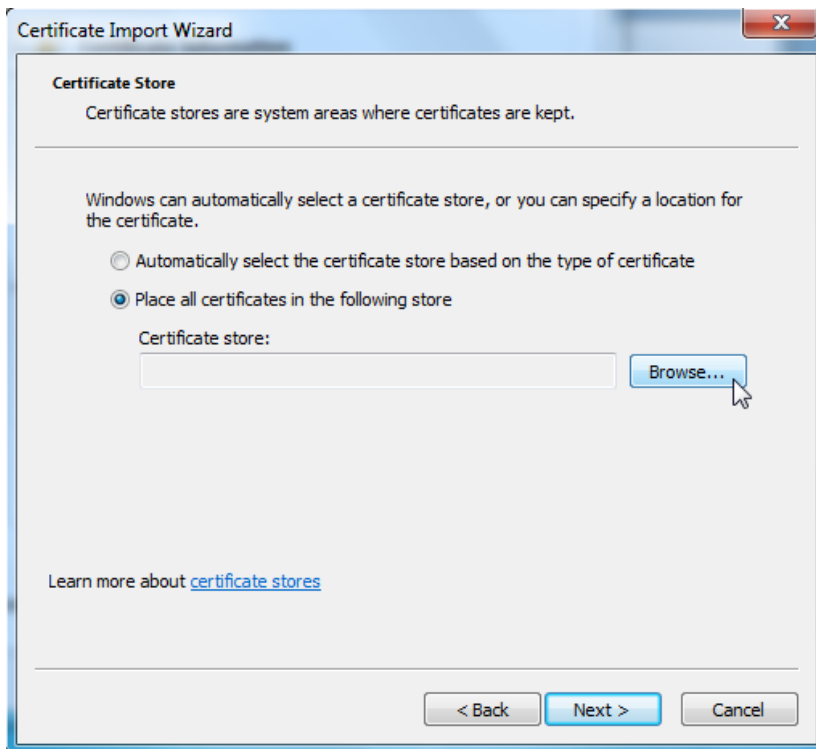 Certificate Import Wizard
Certificate Store
Certificate stores are system areas where certificates are kept.
Windows can automatically select a certificate store, or you can specify a location for
the certificate.
Automatically select the certificate store based on the type of certificate
Place all certificates in the following store
Certificate store:
Browse...
Learn more about certificate stores
< Back Next > Cancel